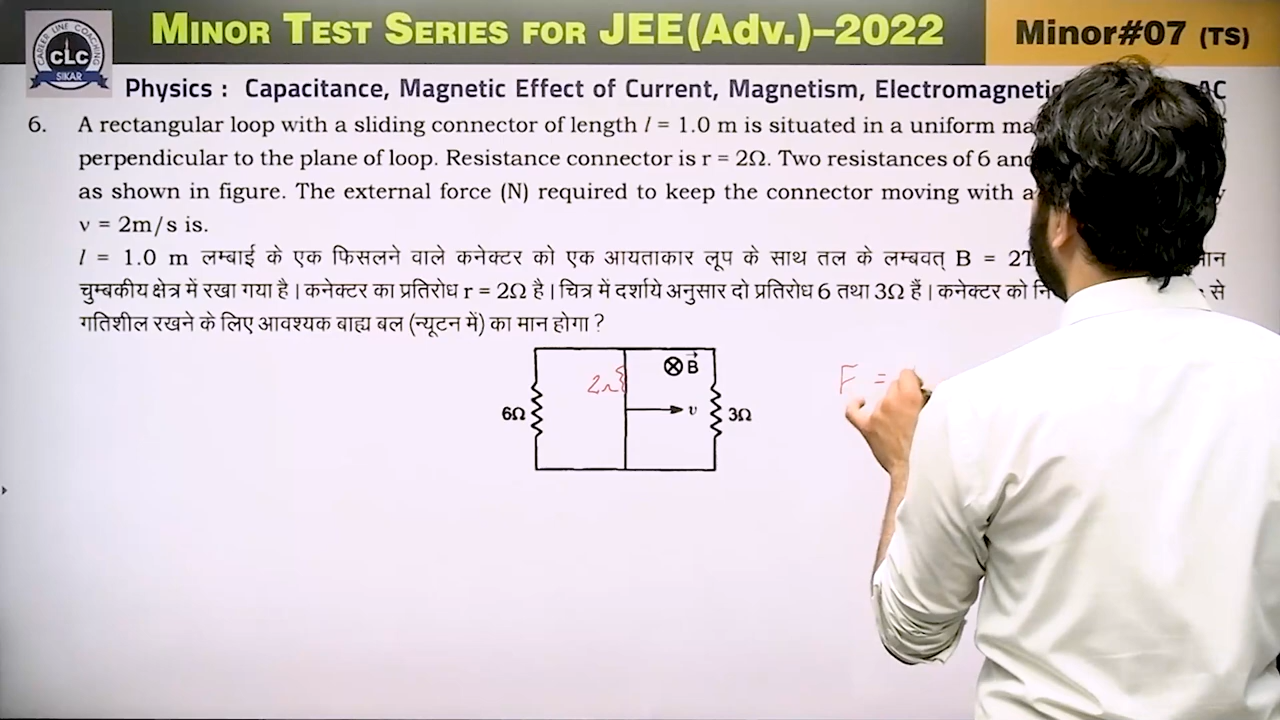 MINOR TEST SERIES FOR JEE(Adv.)–2022
Minor#07 (TS)
CAREER LINE COACHING
CLC
SIKAR
Physics : Capacitance, Magnetic Effect of Current, Magnetism, AC
6. A rectangular loop with a sliding connector of length l = 1.0 m is situated in a uniform
perpendicular to the plane of loop. Resistance connector is r = 2Ω. Two resistances of 6
as shown in figure. The external force (N) required to keep the connector moving with a
v = 2m/s is.
l = 1.0 m लम्बाई के एक फिसलने वाले कनेक्टर को एक आयताकार लूप के साथ तल के लम्बवत् B =
चुम्बकीय क्षेत्र में रखा गया है। कनेक्टर का प्रतिरोध r = 2Ω है। चित्र में दर्शाये अनुसार दो प्रतिरोध 6 तथा 3Ω हैं। कनेक्टर को से
गतिशील रखने के लिए आवश्यक बाह्य बल (न्यूटन में) का मान होगा ?
B
2Ω
F =
6Ω
υ
3Ω